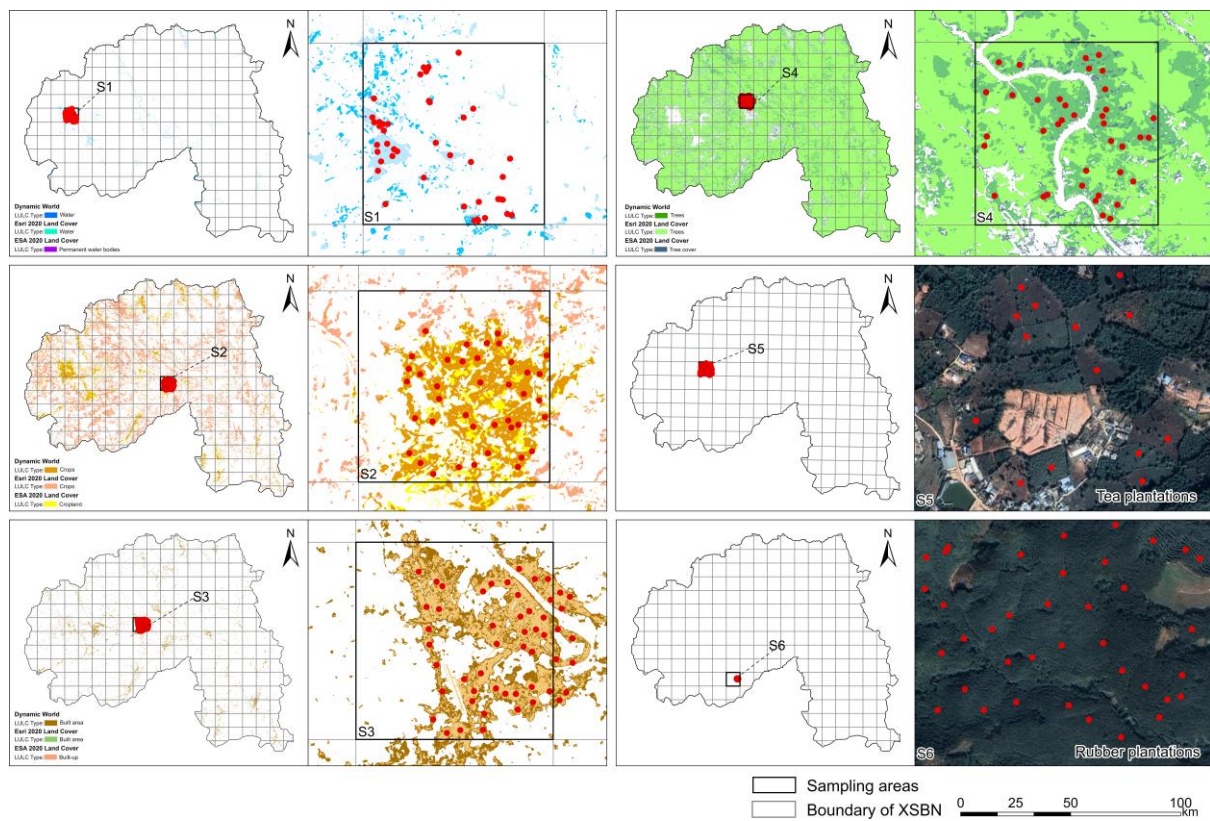 N
S1
S1
Dynamic World
LULC Type: Water
Esri 2020 Land Cover
LULC Type: Water
ESA 2020 Land Cover
LULC Type: Permanent water bodies
N
S4
S4
Dynamic World
LULC Type: Trees
Esri 2020 Land Cover
LULC Type: Trees
ESA 2020 Land Cover
LULC Type: Tree cover
N
S2
S2
Dynamic World
LULC Type: Crops
Esri 2020 Land Cover
LULC Type: Crops
ESA 2020 Land Cover
LULC Type: Cropland
N
S5
S5
Tea plantations
N
S3
S3
Dynamic World
LULC Type: Built area
Esri 2020 Land Cover
LULC Type: Built area
ESA 2020 Land Cover
LULC Type: Built-up
N
S6
S6
Rubber plantations
Sampling areas
Boundary of XSBN
0 25 50 100
km